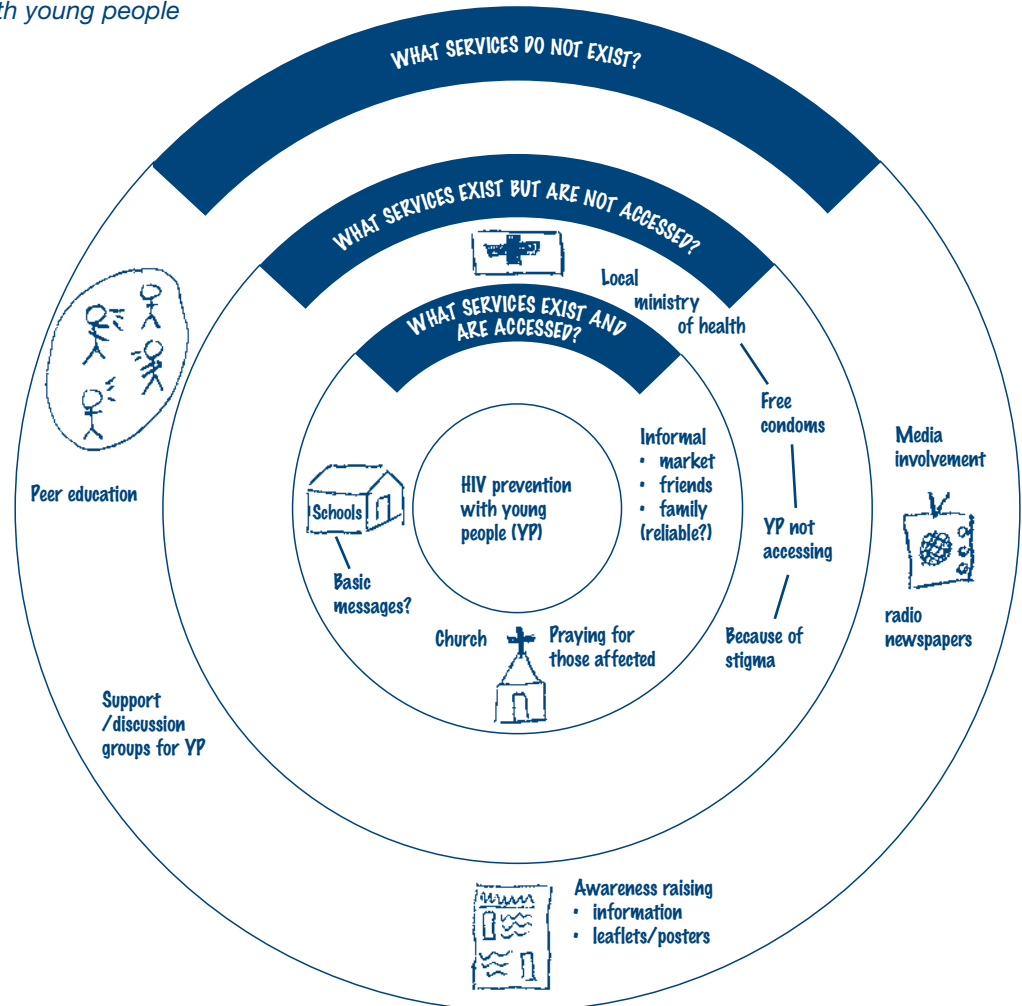 th young people
WHAT SERVICES DO NOT EXIST?
WHAT SERVICES EXIST BUT ARE NOT ACCESSED?
Local
ministry
of health
Free
condoms
YP not
accessing
Because of
stigma
WHAT SERVICES EXIST AND
ARE ACCESSED?
Informal
• market
• friends
• family
(reliable?)
HIV prevention
with young
people (YP)
Schools
Basic
messages?
Church
Praying for
those affected
Peer education
Media
involvement
radio
newspapers
Support
/discussion
groups for YP
Awareness raising
• information
• leaflets/posters